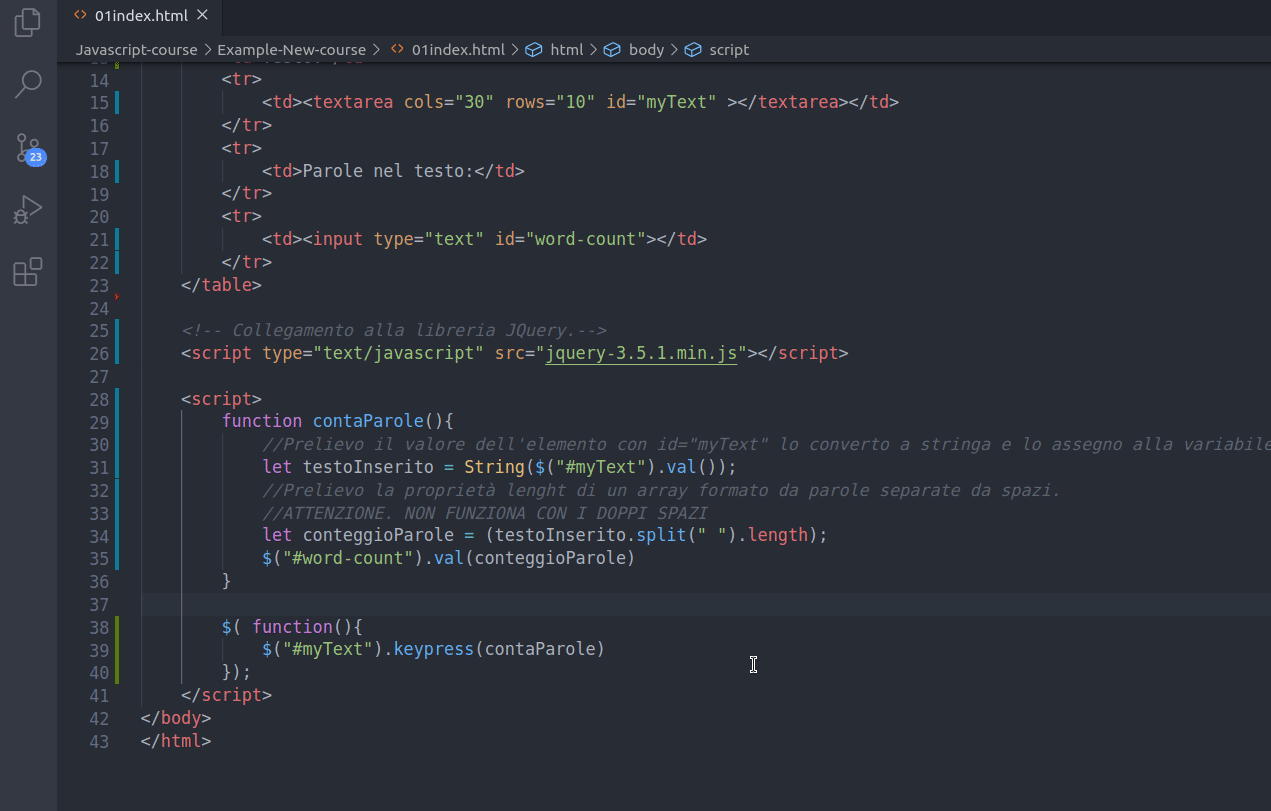 01index.html
Javascript-course > Example-New-course > 01index.html > html > body > script
14 <tr>
15 <td><textarea cols="30" rows="10" id="myText" ></textarea></td>
16 </tr>
17 <tr>
18 <td>Parole nel testo:</td>
19 </tr>
20 <tr>
21 <td><input type="text" id="word-count"></td>
22 </tr>
23 </table>
24
25 <!-- Collegamento alla libreria JQuery.-->
26 <script type="text/javascript" src="jquery-3.5.1.min.js"></script>
27
28 <script>
29 function contaParole(){
30 //Prelievo il valore dell'elemento con id="myText" lo converto a stringa e lo assegno alla variabile
31 let testoInserito = String($("#myText").val());
32 //Prelievo la proprietà lenght di un array formato da parole separate da spazi.
33 //ATTENZIONE. NON FUNZIONA CON I DOPPI SPAZI
34 let conteggioParole = (testoInserito.split(" ").length);
35 $("#word-count").val(conteggioParole)
36 }
37
38 $( function(){
39 $("#myText").keypress(contaParole)
40 });
41 </script>
42 </body>
43 </html>
23